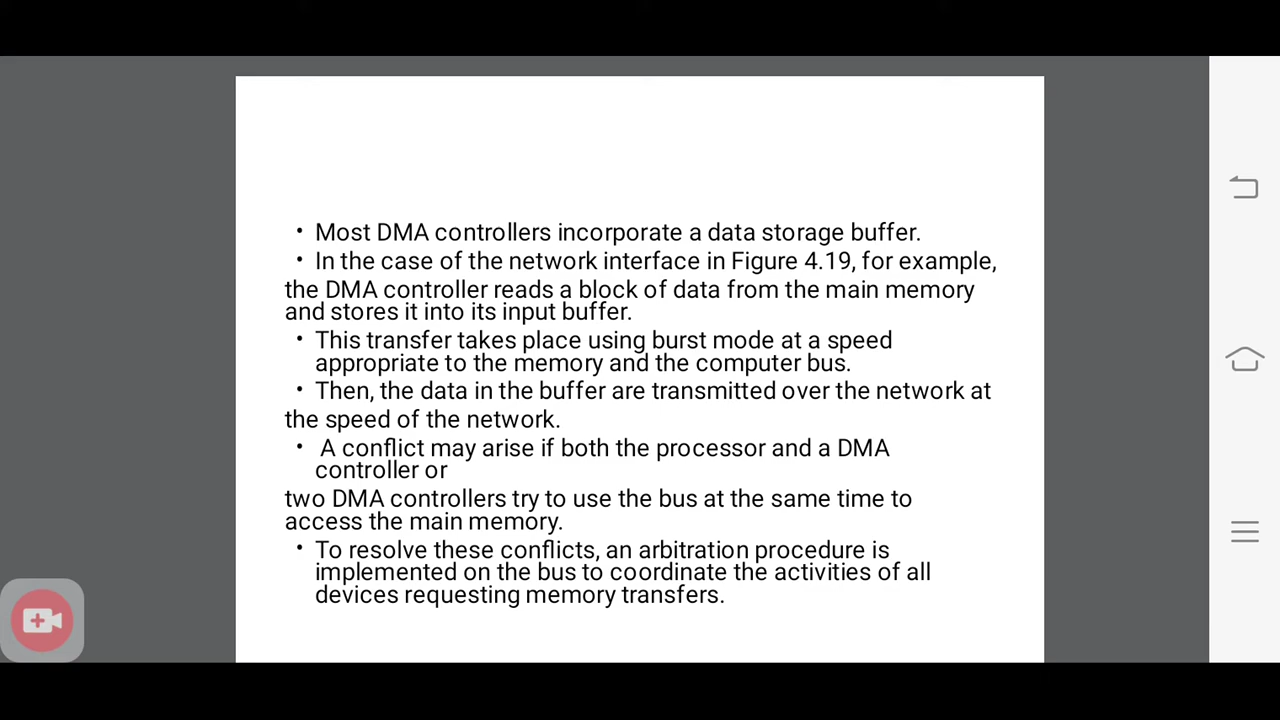 • Most DMA controllers incorporate a data storage buffer.
• In the case of the network interface in Figure 4.19, for example,
the DMA controller reads a block of data from the main memory
and stores it into its input buffer.
• This transfer takes place using burst mode at a speed
appropriate to the memory and the computer bus.
• Then, the data in the buffer are transmitted over the network at
the speed of the network.
• A conflict may arise if both the processor and a DMA
controller or
two DMA controllers try to use the bus at the same time to
access the main memory.
• To resolve these conflicts, an arbitration procedure is
implemented on the bus to coordinate the activities of all
devices requesting memory transfers.